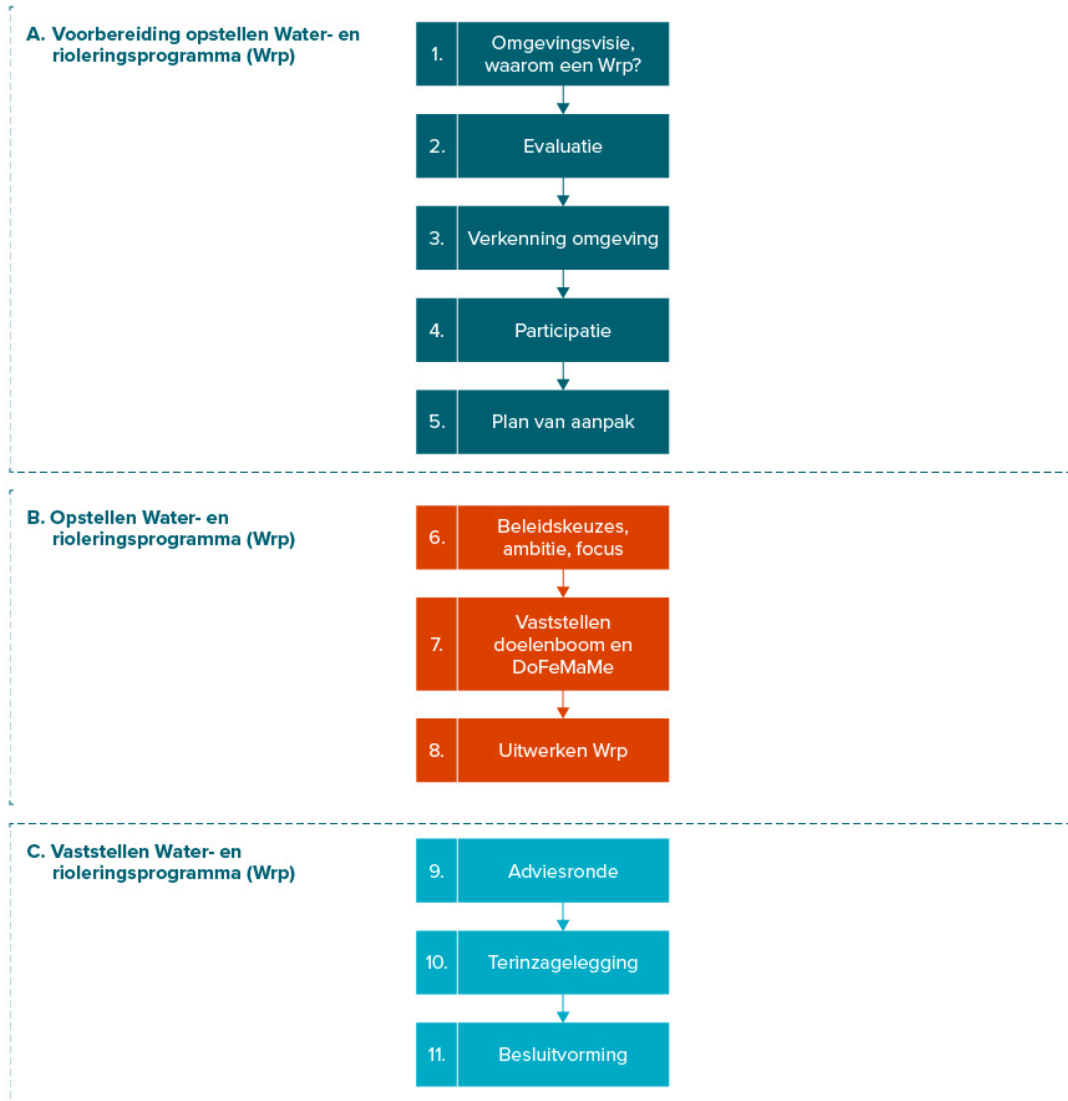 A. Voorbereiding opstellen Water- en
rioleringsprogramma (Wrp)
1.
Omgevingsvisie,
waarom een Wrp?
2.
Evaluatie
3.
Verkenning omgeving
4.
Participatie
5.
Plan van aanpak
B. Opstellen Water- en
rioleringsprogramma (Wrp)
6.
Beleidskeuzes,
ambitie, focus
7.
Vaststellen
doelenboom en
DoFeMaMe
8.
Uitwerken Wrp
C. Vaststellen Water- en
rioleringsprogramma (Wrp)
9.
Adviesronde
10.
Terinzagelegging
11.
Besluitvorming